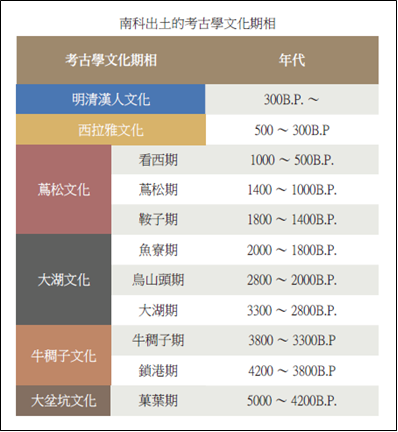 南科出土的考古學文化期相
考古學文化期相 年代
明清漢人文化 300B.P. ～
西拉雅文化 500 ～ 300B.P
蔦松文化
看西期 1000 ～ 500B.P.
蔦松期 1400 ～ 1000B.P.
鞍子期 1800 ～ 1400B.P.
大湖文化
魚寮期 2000 ～ 1800B.P.
烏山頭期 2800 ～ 2000B.P.
大湖期 3300 ～ 2800B.P.
牛稠子文化
牛稠子期 3800 ～ 3300B.P
鎖港期 4200 ～ 3800B.P
大坌坑文化 菓葉期 5000 ～ 4200B.P.